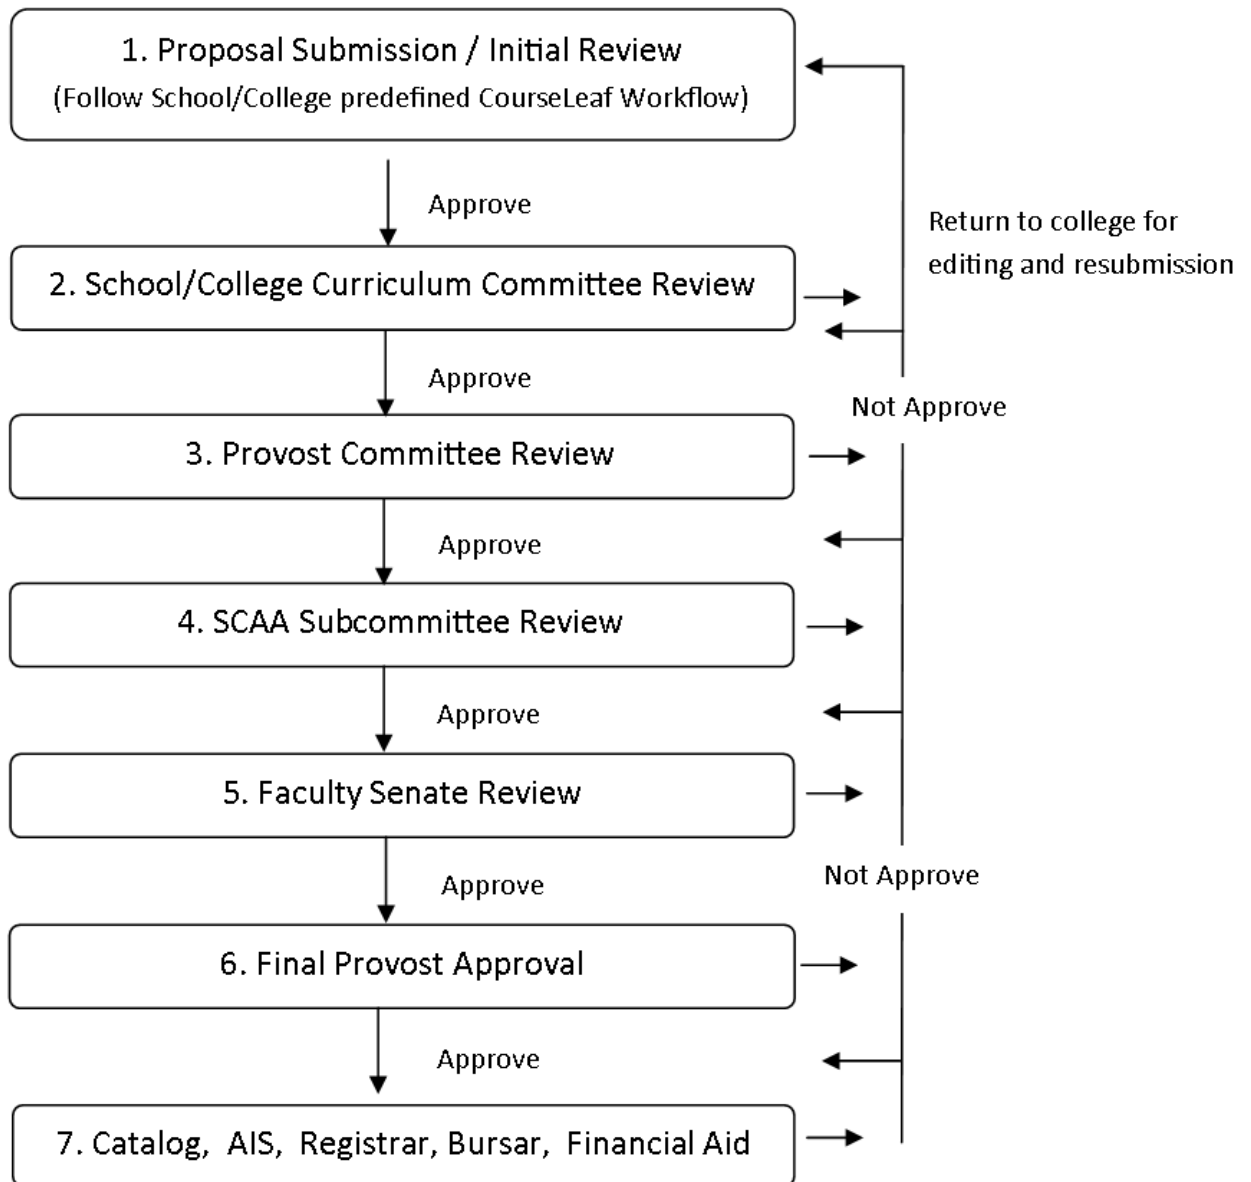 1. Proposal Submission / Initial Review
(Follow School/College predefined CourseLeaf Workflow)
Approve
Return to college for
editing and resubmission
2. School/College Curriculum Committee Review
Approve
Not Approve
3. Provost Committee Review
Approve
4. SCAA Subcommittee Review
Approve
5. Faculty Senate Review
Approve
Not Approve
6. Final Provost Approval
Approve
7. Catalog, AIS, Registrar, Bursar, Financial Aid